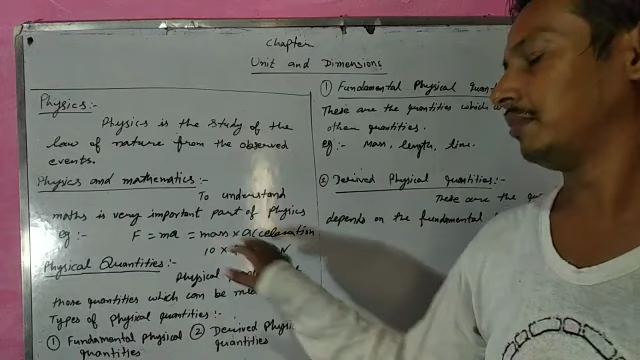 Chapter
Unit and Dimensions
Physics:-
Physics is the study of the
law of nature from the observed
events.
Physics and mathematics:-
To understand
maths is very important part of Physics
eg:- F = ma = mass × acceleration
10 ×
Physical Quantities:-
Physical
those quantities which can be
Types of Physical quantities:-
① Fundamental Physical quantities
② Derived quantities
① Fundamental Physical
These are the quantities which
other quantities.
eg:- Mass, length, time.
② Derived Physical Quantities:-
These are the
depends on the fundamental